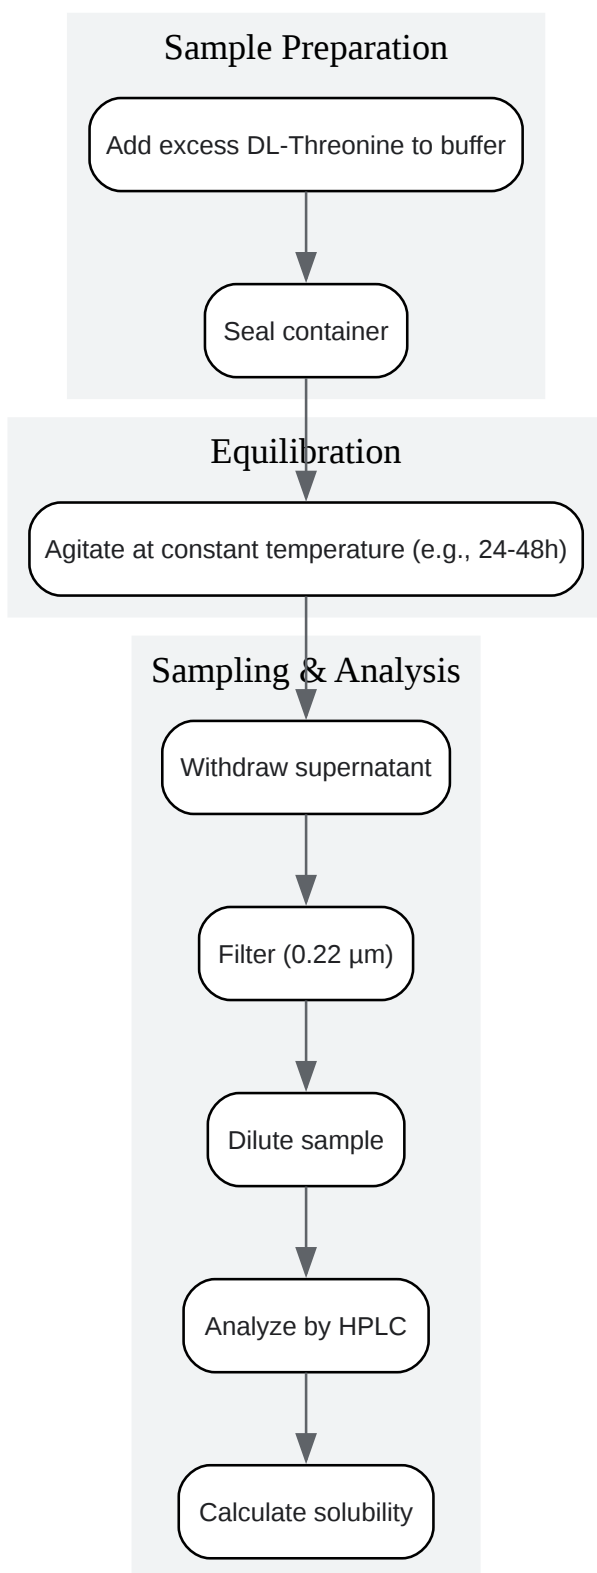 Sample Preparation
Add excess DL-Threonine to buffer
Seal container
Equilibration
Agitate at constant temperature (e.g., 24-48h)
Sampling & Analysis
Withdraw supernatant
Filter (0.22 µm)
Dilute sample
Analyze by HPLC
Calculate solubility